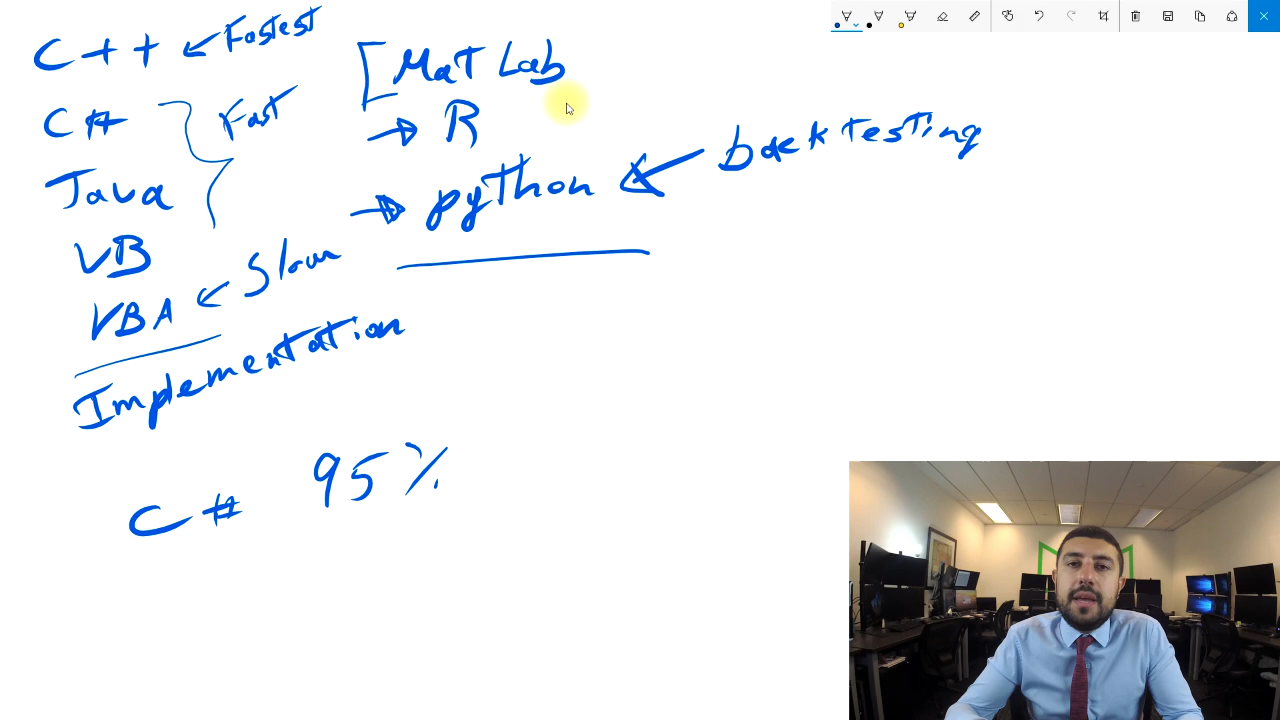 C++ ← Fastest
C#
Java
Fast
VB
VBA ← Slow
Implementation
C# 95%
[MatLab
→ R
→ python ← backtesting